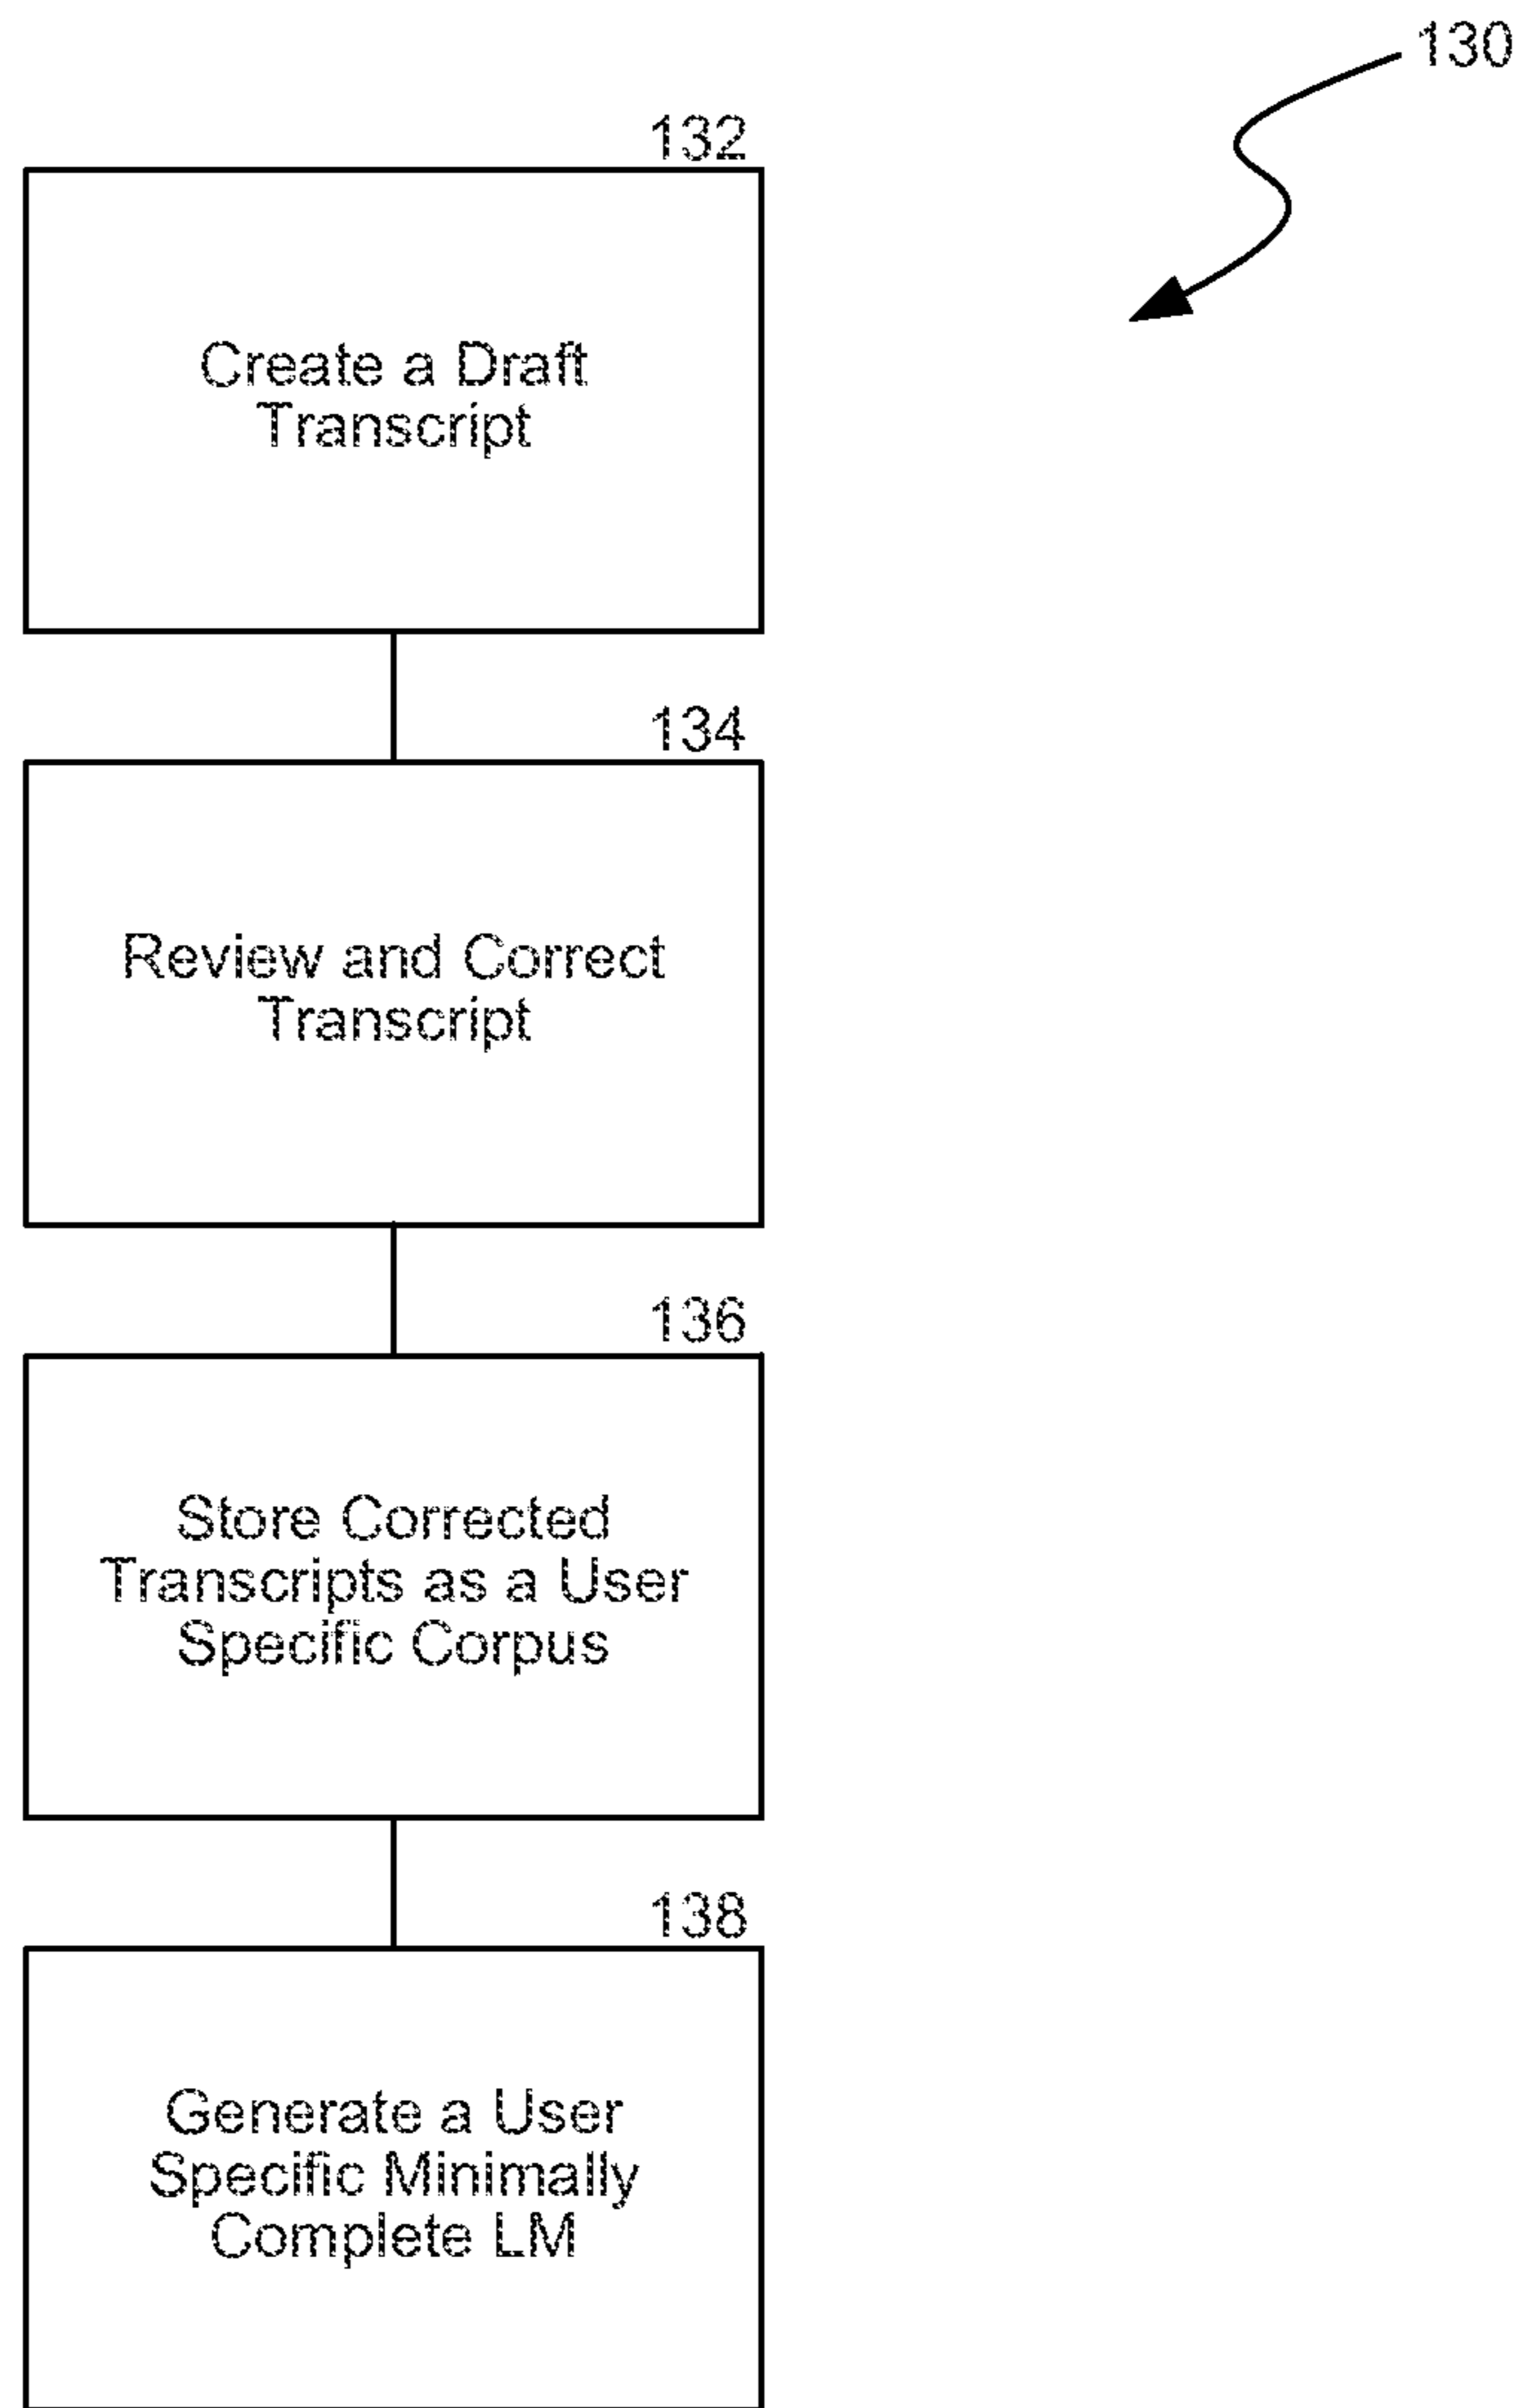 130
132
Create a Draft
Transcript
134
Review and Correct
Transcript
136
Store Corrected
Transcripts as a User
Specific Corpus
138
Generate a User
Specific Minimally
Complete LM